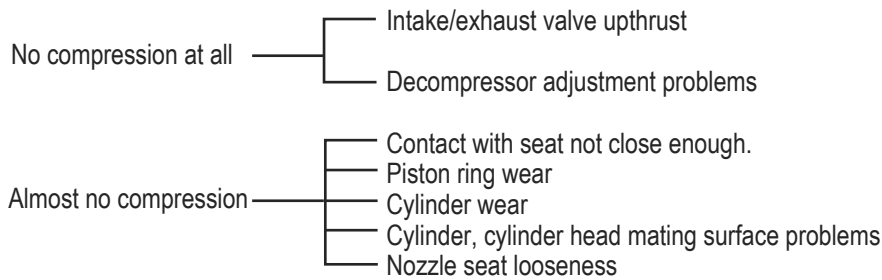 No compression at all
Intake/exhaust valve upthrust
Decompressor adjustment problems
Almost no compression
Contact with seat not close enough.
Piston ring wear
Cylinder wear
Cylinder, cylinder head mating surface problems
Nozzle seat looseness